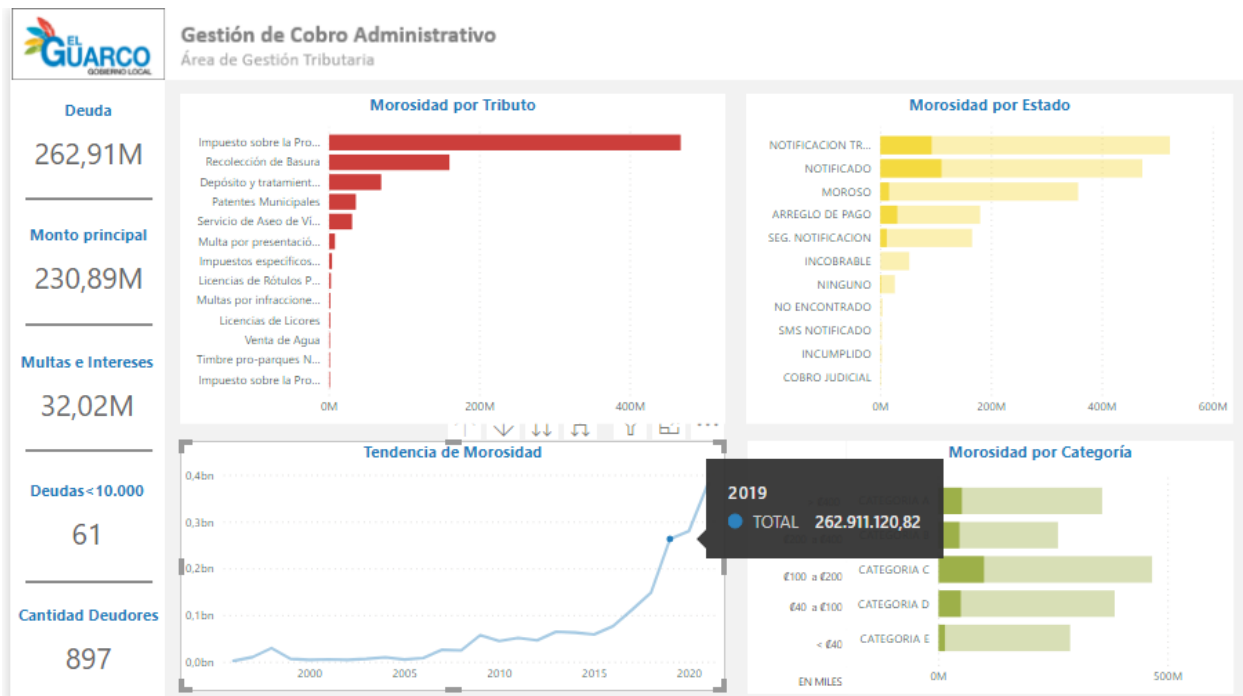 EL
GUARCO
GOBIERNO LOCAL
Gestión de Cobro Administrativo
Área de Gestión Tributaria
Deuda
262,91M
Monto principal
230,89M
Multas e Intereses
32,02M
Deudas<10.000
61
Cantidad Deudores
897
Morosidad por Tributo
Impuesto sobre la Pro...
Recolección de Basura
Depósito y tratamient...
Patentes Municipales
Servicio de Aseo de Ví...
Multa por presentació...
Impuestos específicos...
Licencias de Rótulos P...
Multas por infraccione...
Licencias de Licores
Venta de Agua
Timbre pro-parques N...
Impuesto sobre la Pro...
0M 200M 400M
Morosidad por Estado
NOTIFICACION TR...
NOTIFICADO
MOROSO
ARREGLO DE PAGO
SEG. NOTIFICACION
INCOBRABLE
NINGUNO
NO ENCONTRADO
SMS NOTIFICADO
INCUMPLIDO
COBRO JUDICIAL
0M 200M 400M 600M
Tendencia de Morosidad
0,4bn
0,3bn
0,2bn
0,1bn
0,0bn
2000 2005 2010 2015 2020
2019
TOTAL 262.911.120,82
Morosidad por Categoría
CATEGORIA A
₡100 a ₡200 CATEGORIA C
₡40 a ₡100 CATEGORIA D
< ₡40 CATEGORIA E
EN MILES
0M 500M